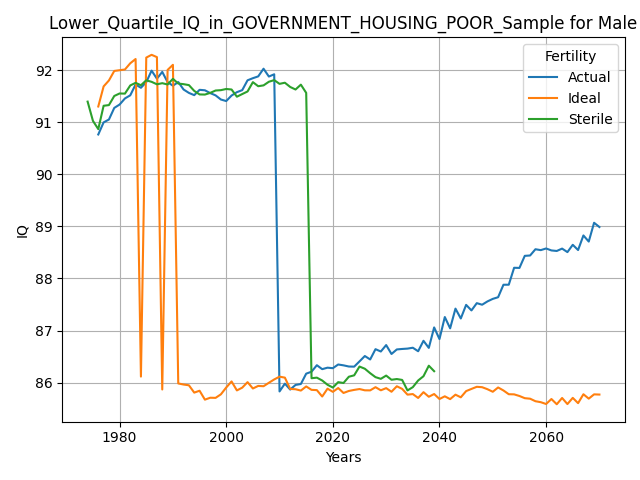 Lower_Quartile_IQ_in_GOVERNMENT_HOUSING_POOR_Sample for Male
Fertility
Actual
Ideal
Sterile
92
91
90
89
88
87
86
IQ
1980
2000
2020
2040
2060
Years